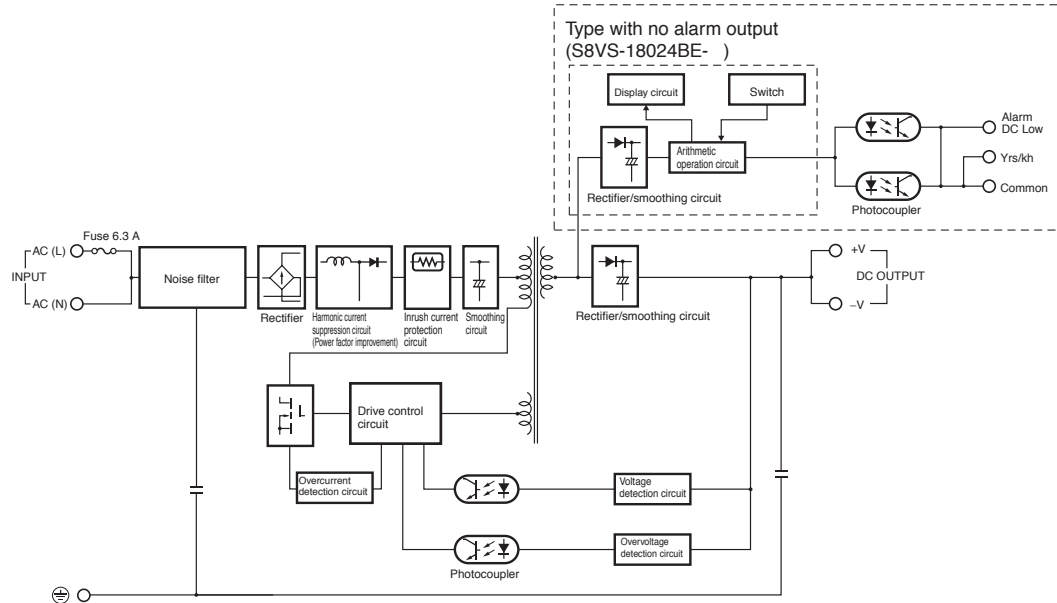 Type with no alarm output
(S8VS-18024BE- )
Display circuit
Switch
Arithmetic
operation circuit
Rectifier/smoothing circuit
Alarm
DC Low
Yrs/kh
Common
Photocoupler
Fuse 6.3 A
AC (L)
INPUT
AC (N)
Noise filter
Rectifier
Harmonic current
suppression circuit
(Power factor improvement)
Inrush current
protection
circuit
Smoothing
circuit
Rectifier/smoothing circuit
+V
DC OUTPUT
–V
Drive control
circuit
Overcurrent
detection circuit
Voltage
detection circuit
Overvoltage
detection circuit
Photocoupler